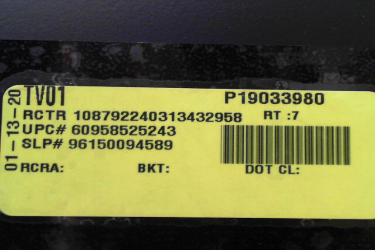 TV01 P19033980
RCTR 108792240313432958 RT :7
UPC# 60958525243
SLP# 96150094589
RCRA: BKT: DOT CL:
01-13-20